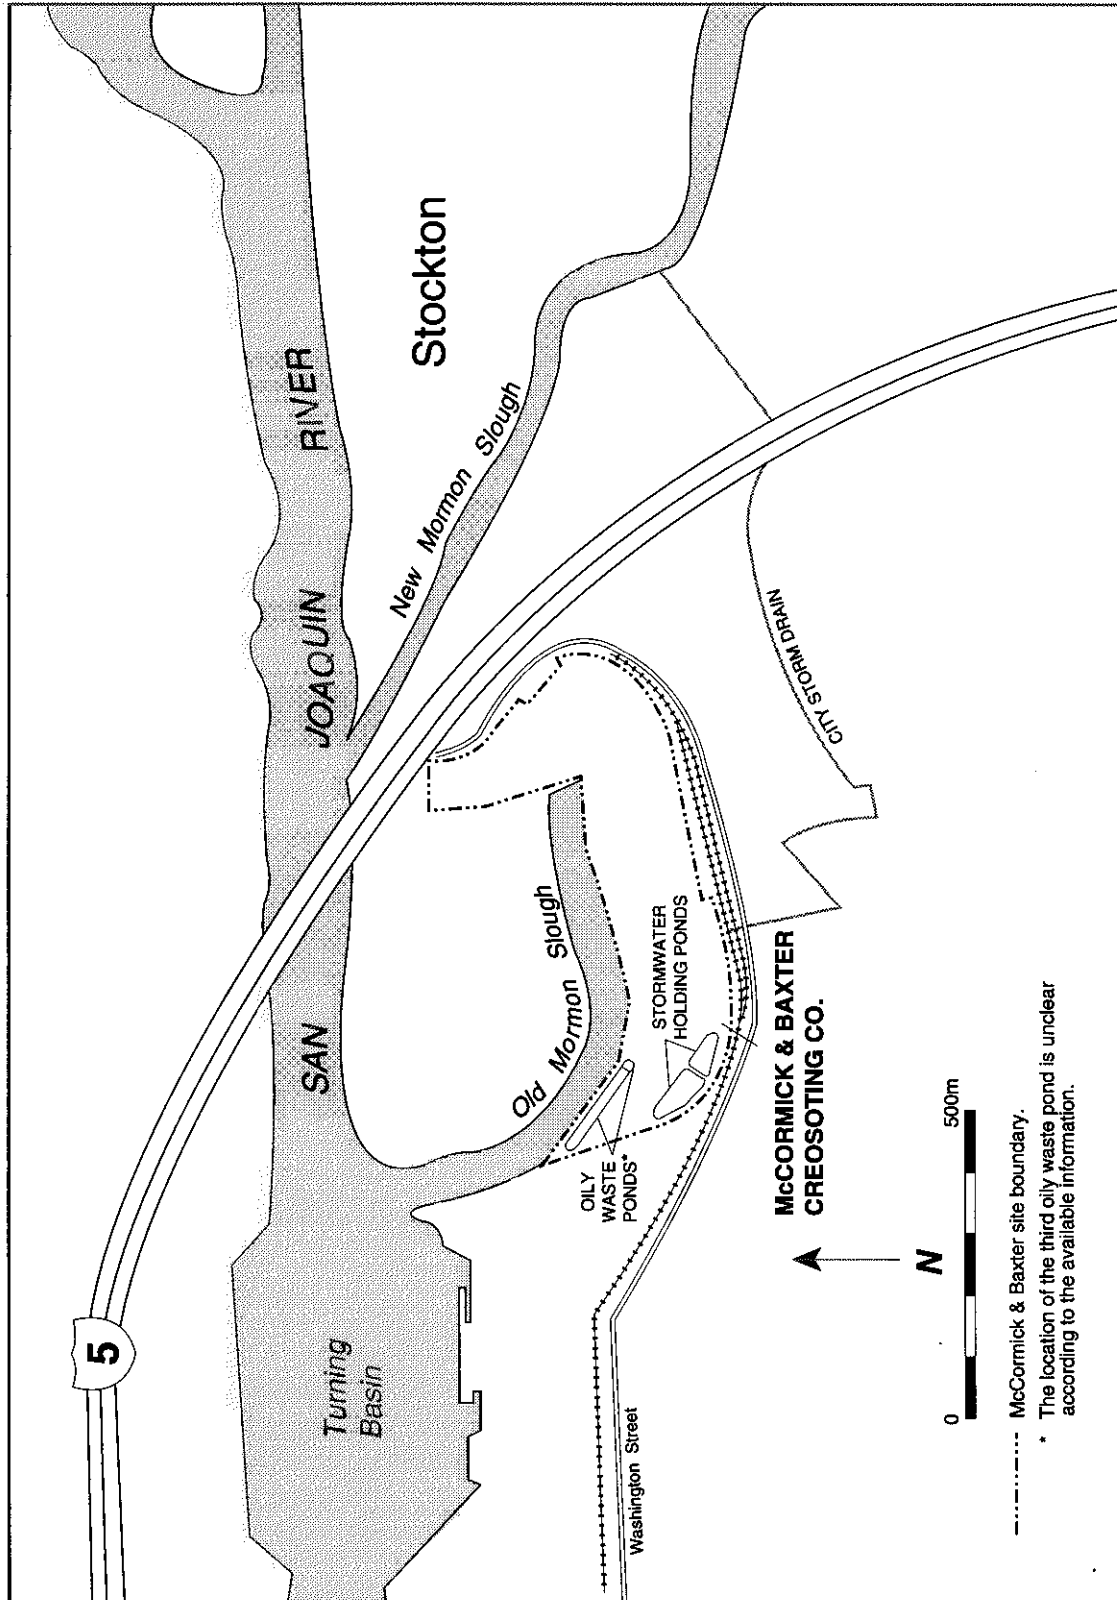 5
SAN JOAQUIN RIVER
Stockton
New Mormon Slough
Turning
Basin
Old Mormon Slough
OILY
WASTE
PONDS*
STORMWATER
HOLDING PONDS
CITY STORM DRAIN
Washington Street
McCORMICK & BAXTER
CREOSOTING CO.
N
0 500m
McCormick & Baxter site boundary.
* The location of the third oily waste pond is unclear
according to the available information.